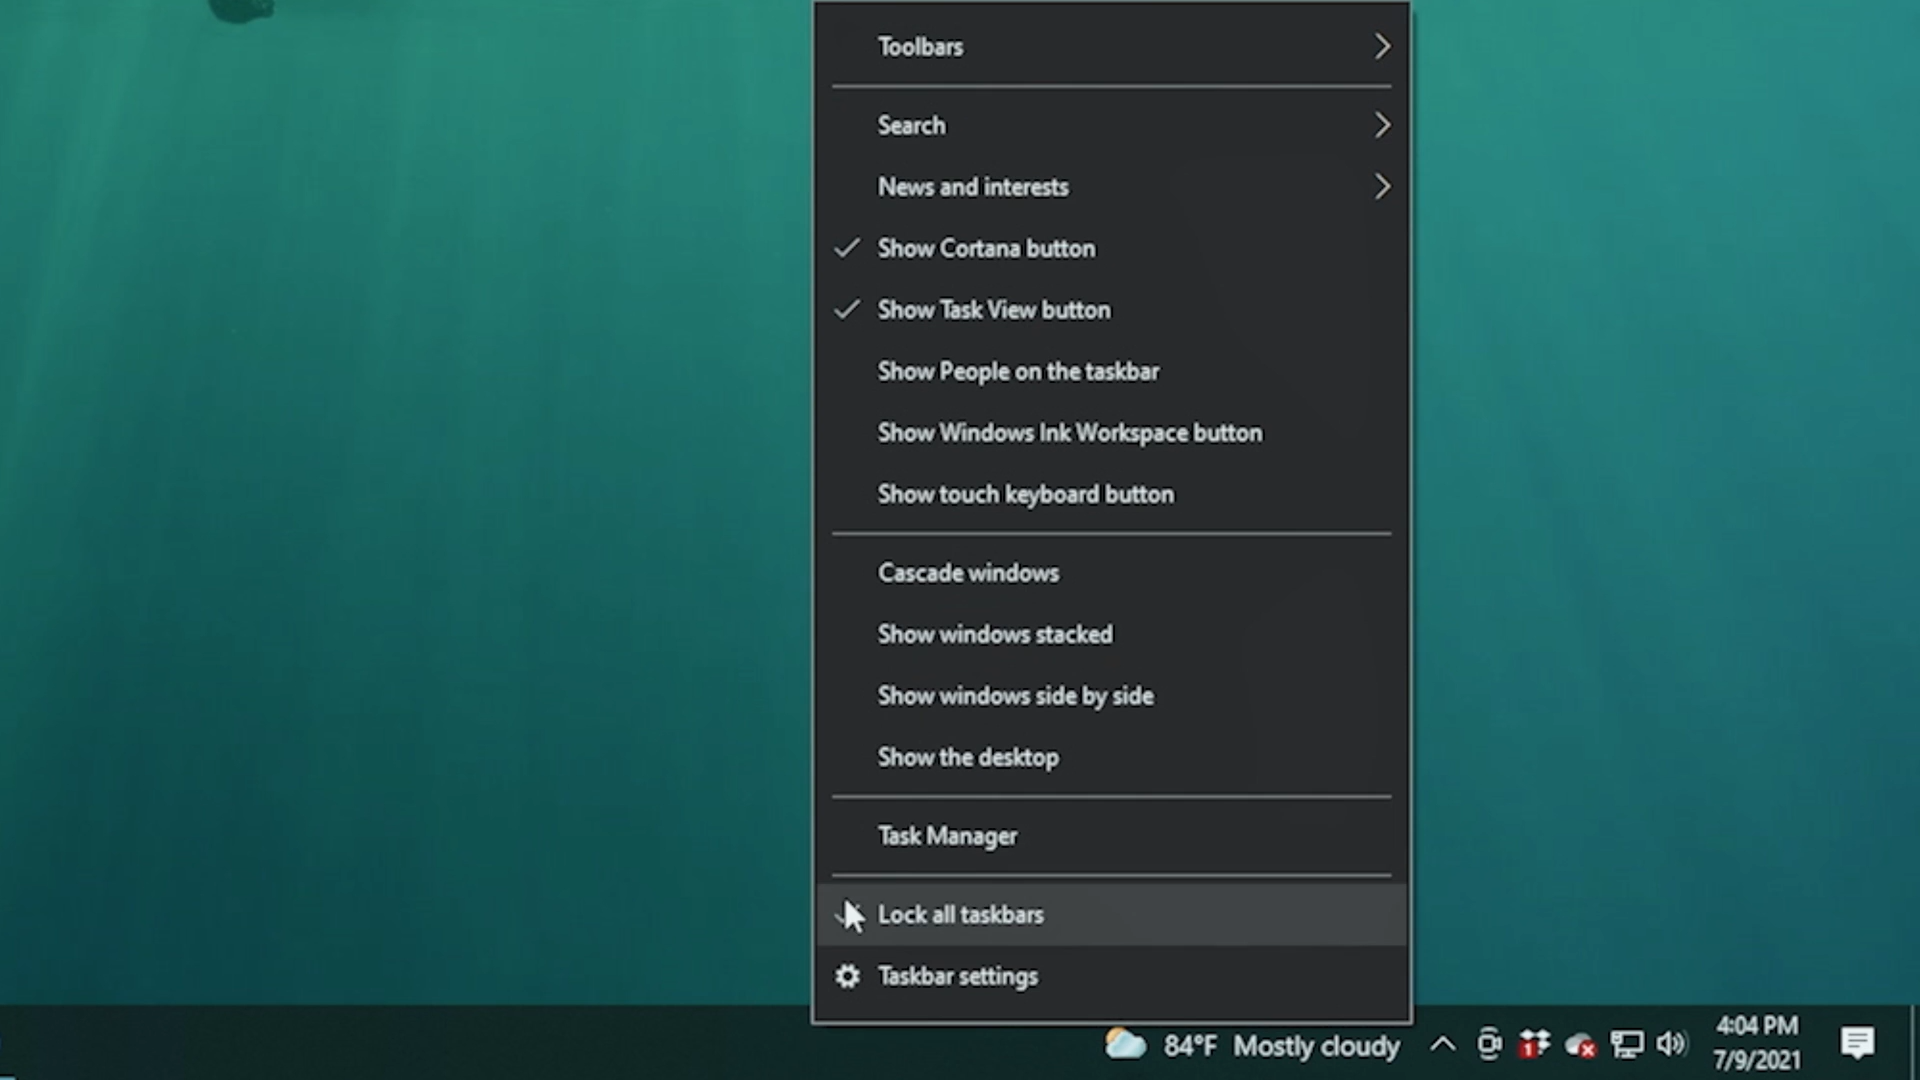 Toolbars
Search
News and interests
Show Cortana button
Show Task View button
Show People on the taskbar
Show Windows Ink Workspace button
Show touch keyboard button
Cascade windows
Show windows stacked
Show windows side by side
Show the desktop
Task Manager
Lock all taskbars
Taskbar settings
84°F Mostly cloudy
1
4:04 PM
7/9/2021